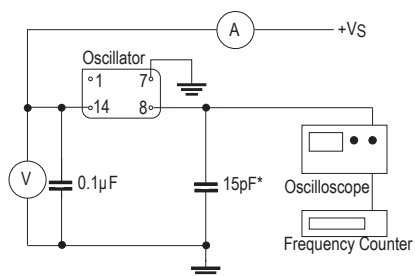 A
+VS
Oscillator
1
7
14
8
V
0.1µF
15pF*
Oscilloscope
Frequency Counter